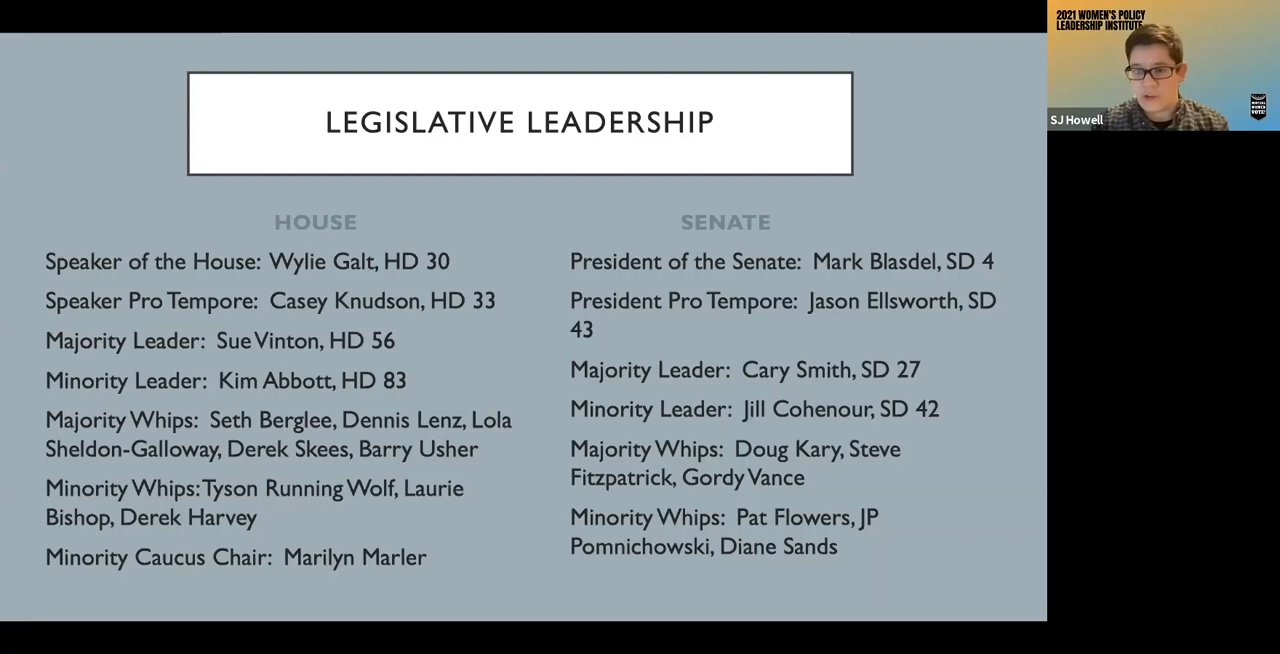 LEGISLATIVE LEADERSHIP
HOUSE
Speaker of the House: Wylie Galt, HD 30
Speaker Pro Tempore: Casey Knudson, HD 33
Majority Leader: Sue Vinton, HD 56
Minority Leader: Kim Abbott, HD 83
Majority Whips: Seth Berglee, Dennis Lenz, Lola
Sheldon-Galloway, Derek Skees, Barry Usher
Minority Whips: Tyson Running Wolf, Laurie
Bishop, Derek Harvey
Minority Caucus Chair: Marilyn Marler
SENATE
President of the Senate: Mark Blasdel, SD 4
President Pro Tempore: Jason Ellsworth, SD
43
Majority Leader: Cary Smith, SD 27
Minority Leader: Jill Cohenour, SD 42
Majority Whips: Doug Kary, Steve
Fitzpatrick, Gordy Vance
Minority Whips: Pat Flowers, JP
Pomnichowski, Diane Sands
2021 WOMEN'S POLICY
LEADERSHIP INSTITUTE
SJ Howell
MONTANA
WOMEN
VOTE!